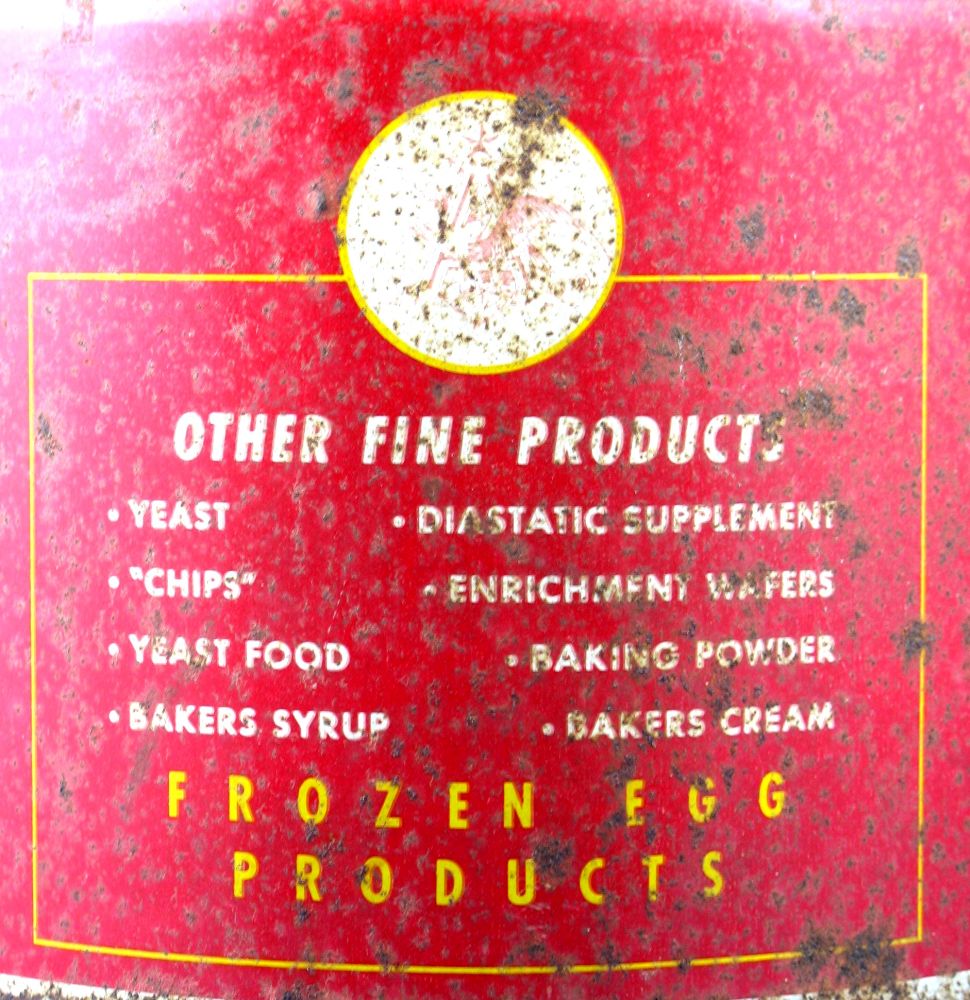 OTHER FINE PRODUCTS
• YEAST • DIASTATIC SUPPLEMENT
• "CHIPS" • ENRICHMENT WAFERS
• YEAST FOOD • BAKING POWDER
• BAKERS SYRUP • BAKERS CREAM
FROZEN EGG
PRODUCTS